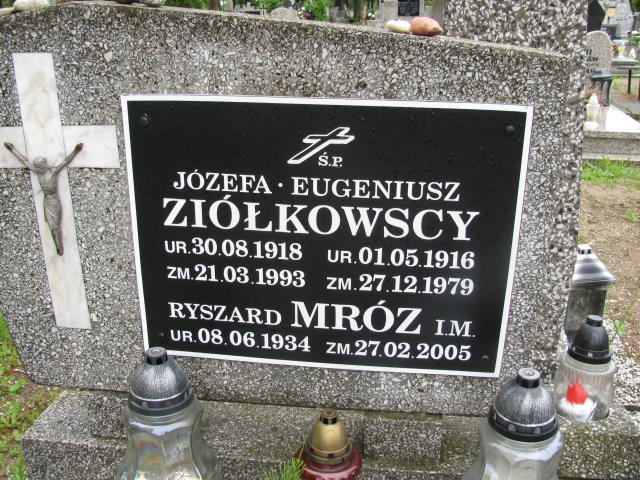 Ś.P.
JÓZEFA · EUGENIUSZ
ZIÓŁKOWSCY
UR.30.08.1918 UR.01.05.1916
ZM.21.03.1993 ZM.27.12.1979
RYSZARD MRÓZ I.M.
UR.08.06.1934 ZM.27.02.2005